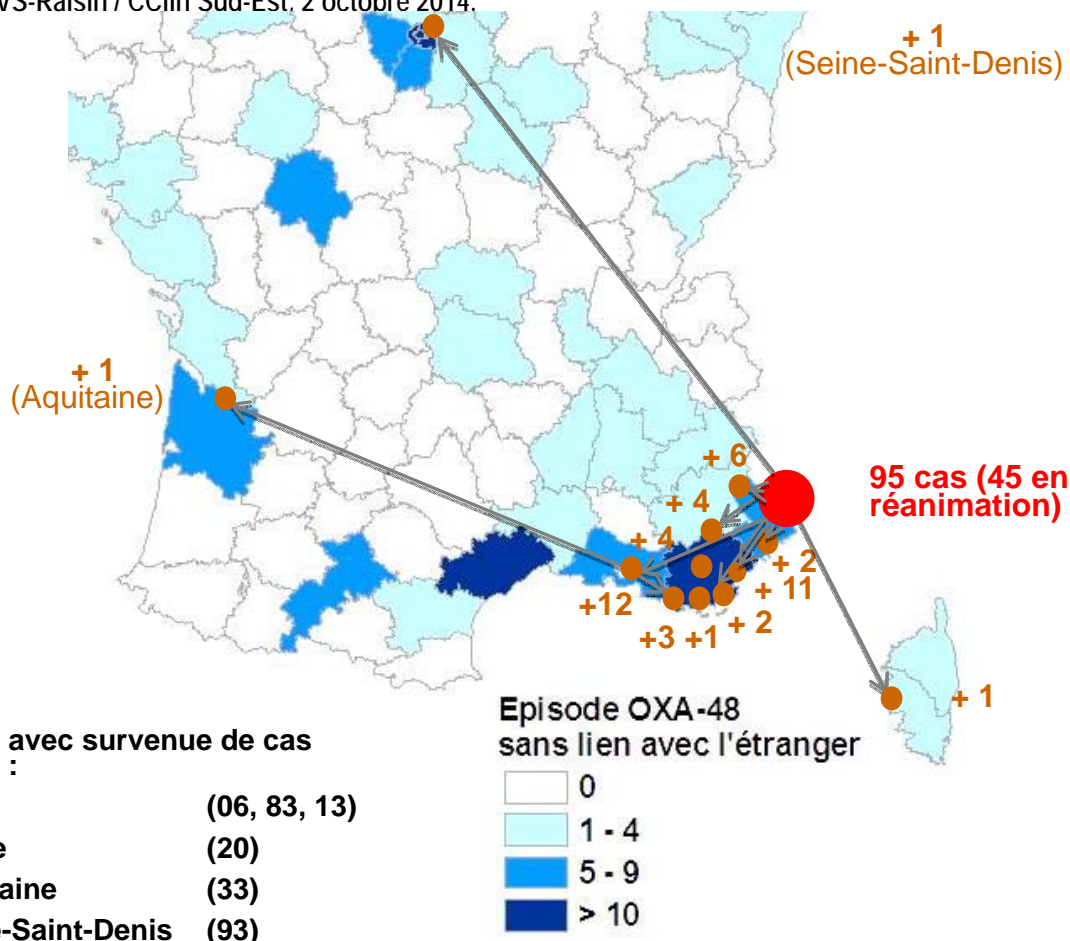 VS-Raisin / CClin Sud-Est, 2 octobre 2014.
+ 1
(Seine-Saint-Denis)
+ 1
(Aquitaine)
+ 6
95 cas (45 en
réanimation)
+ 4
+ 4
+ 2
+ 11
+12
+ 2
+3 +1
+ 1
avec survenue de cas
:
(06, 83, 13)
e (20)
aine (33)
e-Saint-Denis (93)
Episode OXA-48
sans lien avec l'étranger
0
1 - 4
5 - 9
> 10